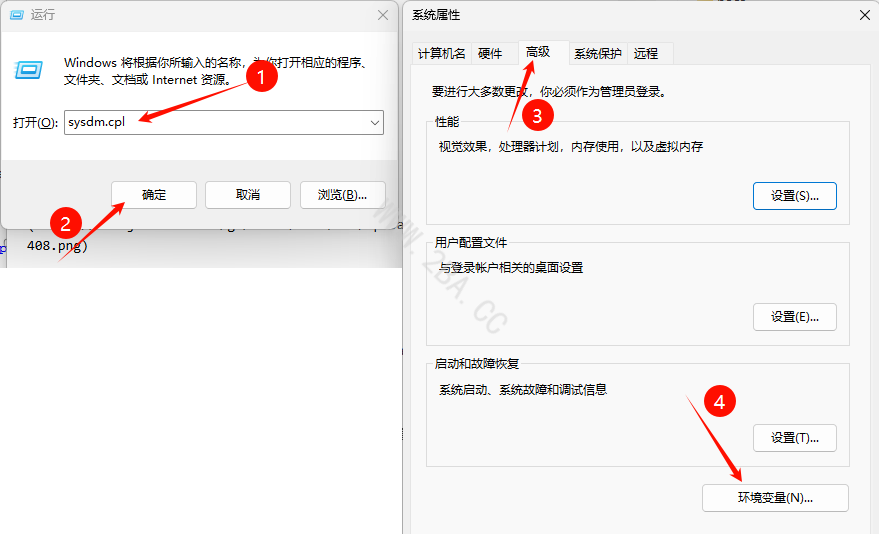 运行
Windows 将根据你所输入的名称，为你打开相应的程序、
文件夹、文档或 Internet 资源。
1
打开(O):
sysdm.cpl
确定
取消
浏览(B)...
2
408.png)
系统属性
计算机名
硬件
高级
系统保护
远程
要进行大多数更改，你必须作为管理员登录。
3
性能
视觉效果，处理器计划，内存使用，以及虚拟内存
设置(S)...
用户配置文件
与登录帐户相关的桌面设置
设置(E)...
启动和故障恢复
系统启动、系统故障和调试信息
4
设置(T)...
环境变量(N)...
WWW.2BA.CC